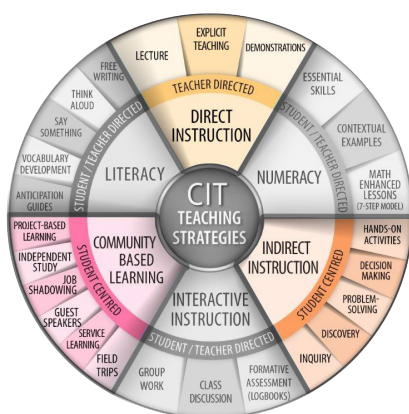 CIT
TEACHING
STRATEGIES
TEACHER DIRECTED
DIRECT
INSTRUCTION
LECTURE
EXPLICIT
TEACHING
DEMONSTRATIONS
STUDENT / TEACHER DIRECTED
NUMERACY
ESSENTIAL
SKILLS
CONTEXTUAL
EXAMPLES
MATH
ENHANCED
LESSONS
(7-STEP MODEL)
STUDENT CENTRED
INDIRECT
INSTRUCTION
HANDS-ON
ACTIVITIES
DECISION
MAKING
PROBLEM-
SOLVING
DISCOVERY
INQUIRY
STUDENT / TEACHER DIRECTED
INTERACTIVE
INSTRUCTION
GROUP
WORK
CLASS
DISCUSSION
FORMATIVE
ASSESSMENT
(LOGBOOKS)
STUDENT CENTRED
COMMUNITY
BASED
LEARNING
PROJECT-BASED
LEARNING
INDEPENDENT
STUDY
JOB
SHADOWING
GUEST
SPEAKERS
SERVICE
LEARNING
FIELD
TRIPS
STUDENT / TEACHER DIRECTED
LITERACY
FREE
WRITING
THINK
ALOUD
SAY
SOMETHING
VOCABULARY
DEVELOPMENT
ANTICIPATION
GUIDES